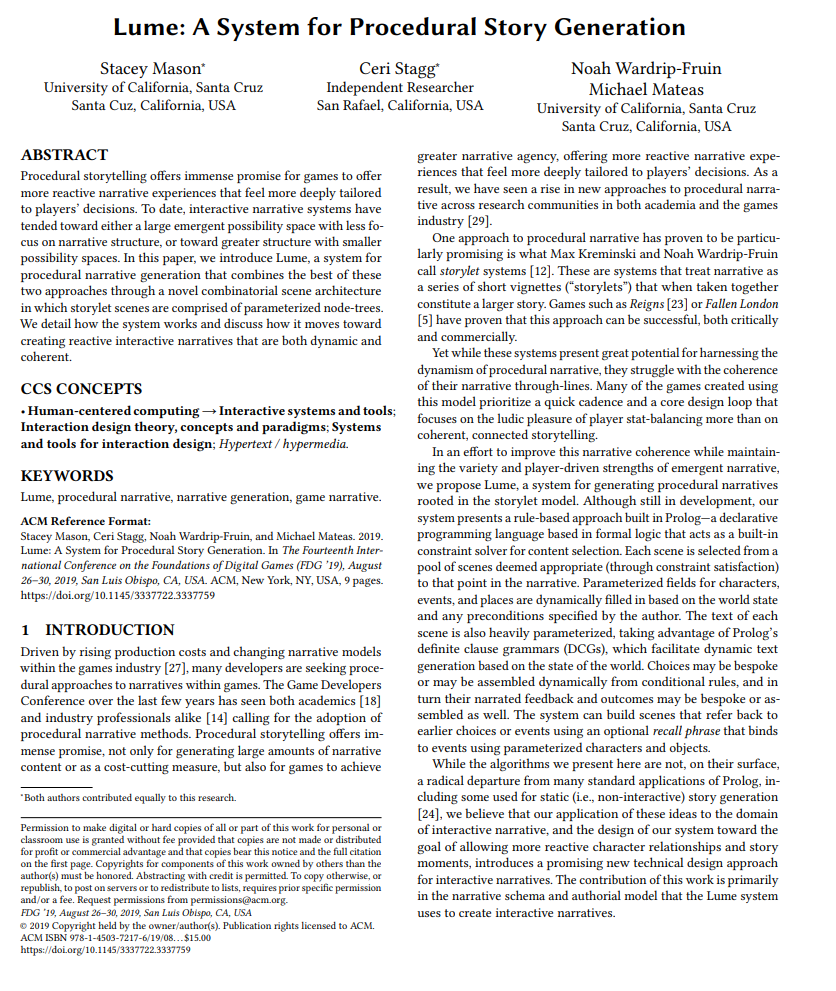 Lume: A System for Procedural Story Generation
Stacey Mason*
University of California, Santa Cruz
Santa Cuz, California, USA
Ceri Stagg*
Independent Researcher
San Rafael, California, USA
Noah Wardrip-Fruin
Michael Mateas
University of California, Santa Cruz
Santa Cruz, California, USA
ABSTRACT
Procedural storytelling offers immense promise for games to offer
more reactive narrative experiences that feel more deeply tailored
to players' decisions. To date, interactive narrative systems have
tended toward either a large emergent possibility space with less fo-
cus on narrative structure, or toward greater structure with smaller
possibility spaces. In this paper, we introduce Lume, a system for
procedural narrative generation that combines the best of these
two approaches through a novel combinatorial scene architecture
in which storylet scenes are comprised of parameterized node-trees.
We detail how the system works and discuss how it moves toward
creating reactive interactive narratives that are both dynamic and
coherent.
CCS CONCEPTS
• Human-centered computing → Interactive systems and tools;
Interaction design theory, concepts and paradigms; Systems
and tools for interaction design; Hypertext / hypermedia.
KEYWORDS
Lume, procedural narrative, narrative generation, game narrative.
ACM Reference Format:
Stacey Mason, Ceri Stagg, Noah Wardrip-Fruin, and Michael Mateas. 2019.
Lume: A System for Procedural Story Generation. In The Fourteenth Inter-
national Conference on the Foundations of Digital Games (FDG '19), August
26–30, 2019, San Luis Obispo, CA, USA. ACM, New York, NY, USA, 9 pages.
https://doi.org/10.1145/3337722.3337759
1 INTRODUCTION
Driven by rising production costs and changing narrative models
within the games industry [27], many developers are seeking proce-
dural approaches to narratives within games. The Game Developers
Conference over the last few years has seen both academics [18]
and industry professionals alike [14] calling for the adoption of
procedural narrative methods. Procedural storytelling offers im-
mense promise, not only for generating large amounts of narrative
content or as a cost-cutting measure, but also for games to achieve
*Both authors contributed equally to this research.
Permission to make digital or hard copies of all or part of this work for personal or
classroom use is granted without fee provided that copies are not made or distributed
for profit or commercial advantage and that copies bear this notice and the full citation
on the first page. Copyrights for components of this work owned by others than the
author(s) must be honored. Abstracting with credit is permitted. To copy otherwise, or
republish, to post on servers or to redistribute to lists, requires prior specific permission
and/or a fee. Request permissions from permissions@acm.org.
FDG '19, August 26–30, 2019, San Luis Obispo, CA, USA
© 2019 Copyright held by the owner/author(s). Publication rights licensed to ACM.
ACM ISBN 978-1-4503-7217-6/19/08...$15.00
https://doi.org/10.1145/3337722.3337759
greater narrative agency, offering more reactive narrative expe-
riences that feel more deeply tailored to players' decisions. As a
result, we have seen a rise in new approaches to procedural narra-
tive across research communities in both academia and the games
industry [29].
One approach to procedural narrative has proven to be particu-
larly promising is what Max Kreminski and Noah Wardrip-Fruin
call storylet systems [12]. These are systems that treat narrative as
a series of short vignettes ("storylets") that when taken together
constitute a larger story. Games such as Reigns [23] or Fallen London
[5] have proven that this approach can be successful, both critically
and commercially.
Yet while these systems present great potential for harnessing the
dynamism of procedural narrative, they struggle with the coherence
of their narrative through-lines. Many of the games created using
this model prioritize a quick cadence and a core design loop that
focuses on the ludic pleasure of player stat-balancing more than on
coherent, connected storytelling.
In an effort to improve this narrative coherence while maintain-
ing the variety and player-driven strengths of emergent narrative,
we propose Lume, a system for generating procedural narratives
rooted in the storylet model. Although still in development, our
system presents a rule-based approach built in Prolog—a declarative
programming language based in formal logic that acts as a built-in
constraint solver for content selection. Each scene is selected from a
pool of scenes deemed appropriate (through constraint satisfaction)
to that point in the narrative. Parameterized fields for characters,
events, and places are dynamically filled in based on the world state
and any preconditions specified by the author. The text of each
scene is also heavily parameterized, taking advantage of Prolog's
definite clause grammars (DCGs), which facilitate dynamic text
generation based on the state of the world. Choices may be bespoke
or may be assembled dynamically from conditional rules, and in
turn their narrated feedback and outcomes may be bespoke or as-
sembled as well. The system can build scenes that refer back to
earlier choices or events using an optional recall phrase that binds
to events using parameterized characters and objects.
While the algorithms we present here are not, on their surface,
a radical departure from many standard applications of Prolog, in-
cluding some used for static (i.e., non-interactive) story generation
[24], we believe that our application of these ideas to the domain
of interactive narrative, and the design of our system toward the
goal of allowing more reactive character relationships and story
moments, introduces a promising new technical design approach
for interactive narratives. The contribution of this work is primarily
in the narrative schema and authorial model that the Lume system
uses to create interactive narratives.